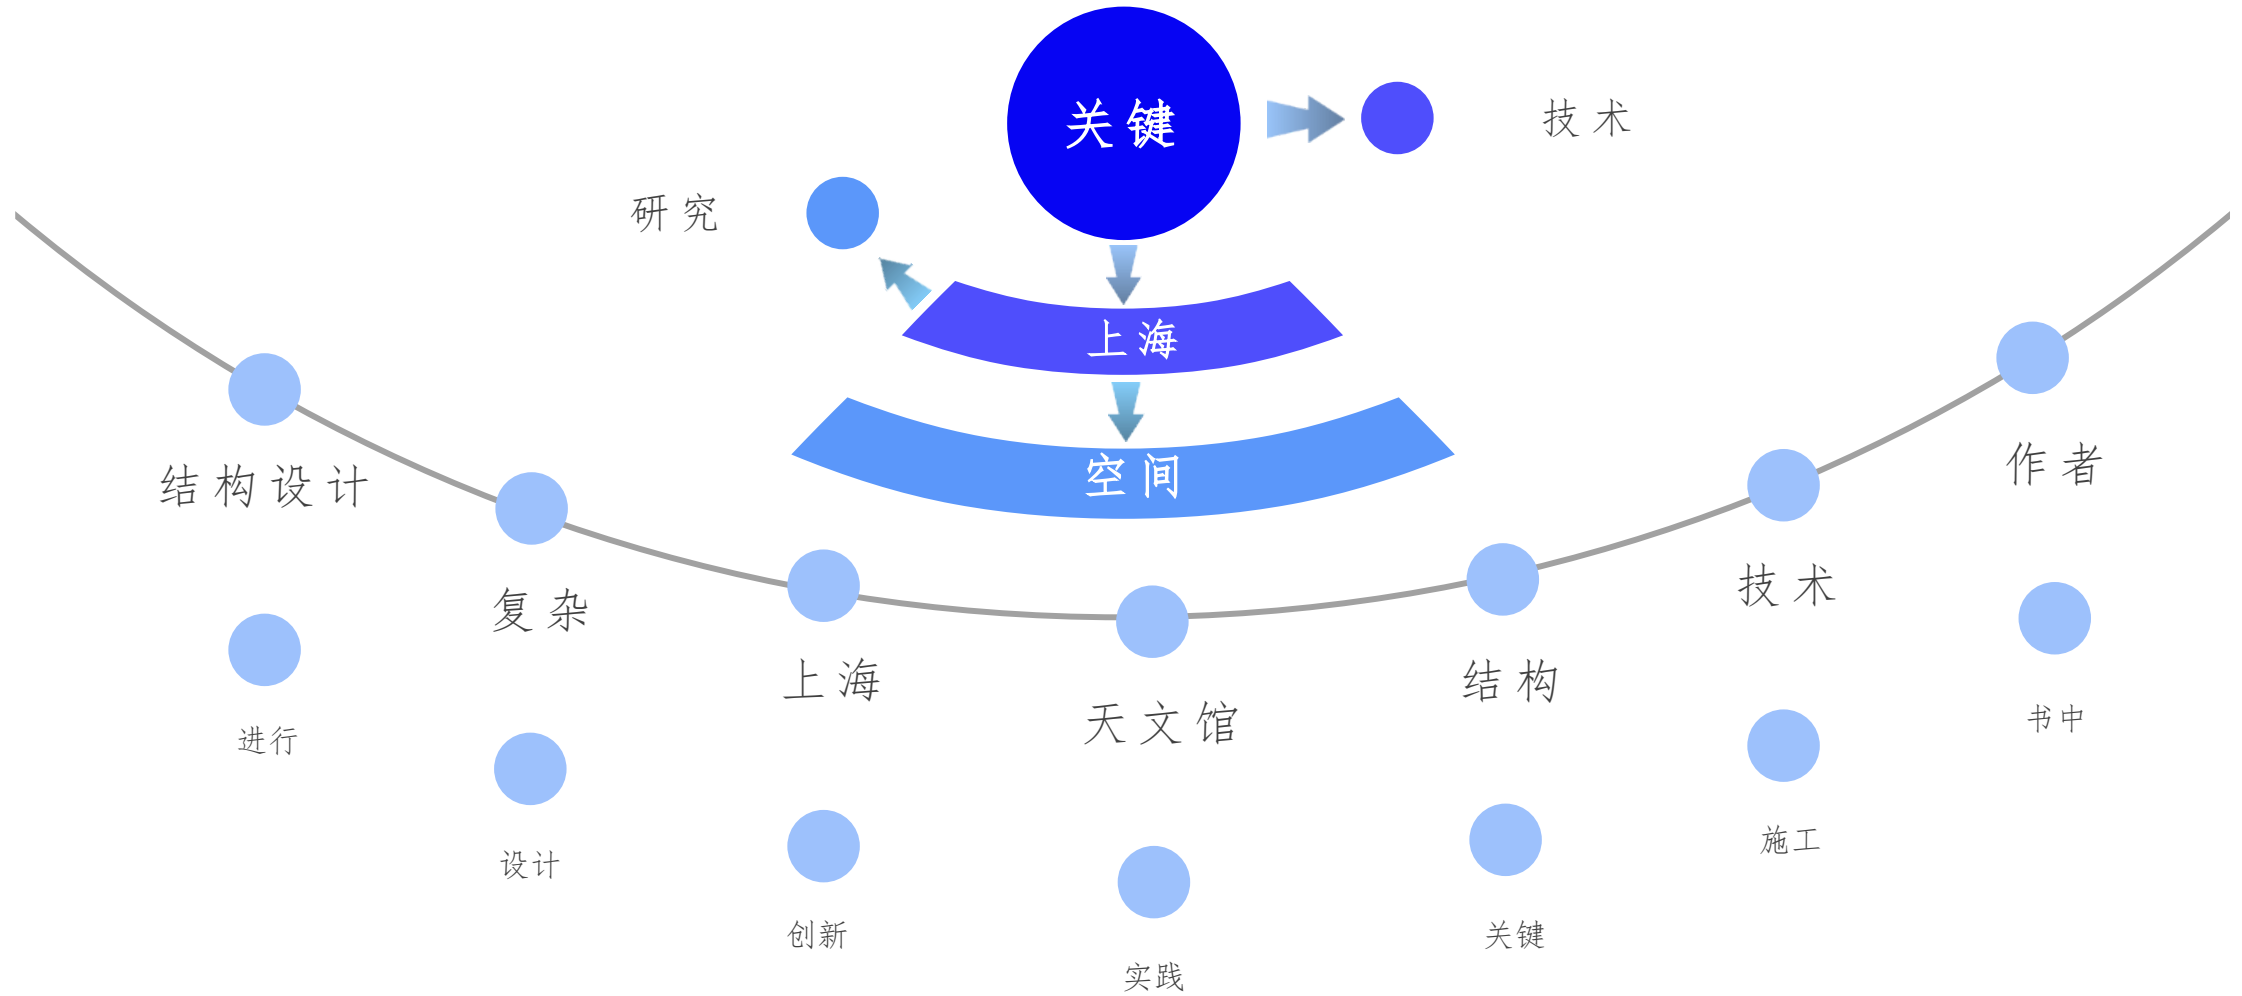 关键
技术
研究
上海
空间
结构设计
复杂
上海
天文馆
结构
技术
作者
进行
设计
创新
实践
关键
施工
书中